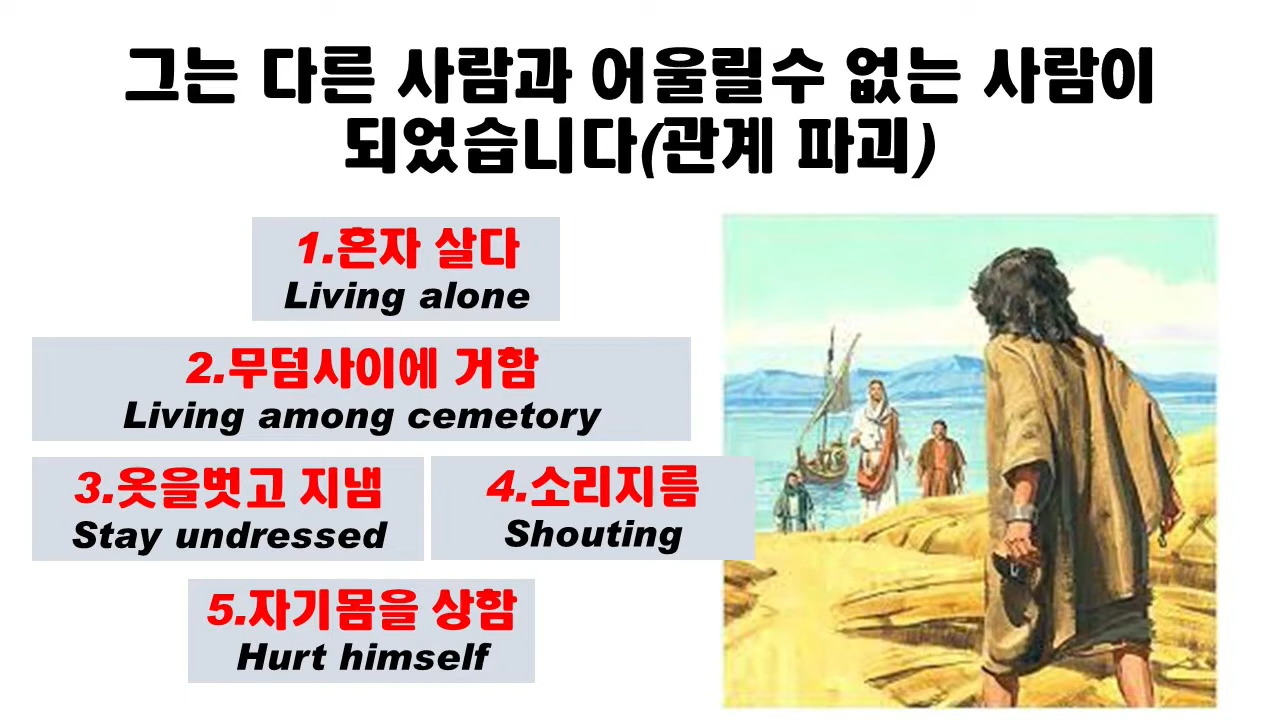 그는 다른 사람과 어울릴수 없는 사람이
되었습니다(관계 파괴)
1.혼자 살다
Living alone
2.무덤사이에 거함
Living among cemetory
3.옷을벗고 지냄
Stay undressed
4.소리지름
Shouting
5.자기몸을 상함
Hurt himself